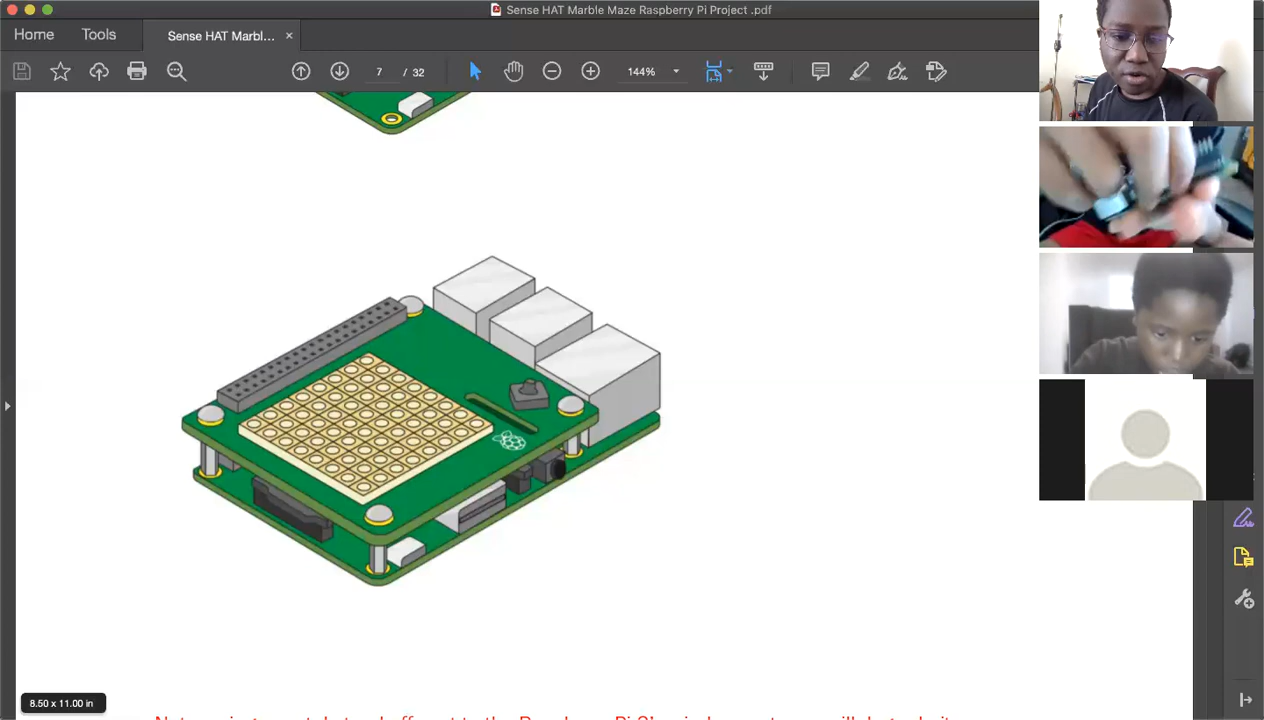 Sense HAT Marble Maze Raspberry Pi Project .pdf
Home
Tools
Sense HAT Marbl...
×
7 / 32
144%
8.50 x 11.00 in